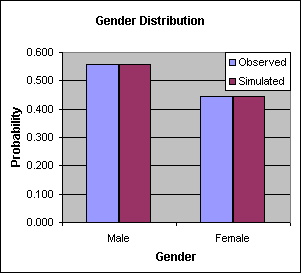 Gender Distribution
Probability
0.600
0.500
0.400
0.300
0.200
0.100
0.000
Observed
Simulated
Male Female
Gender